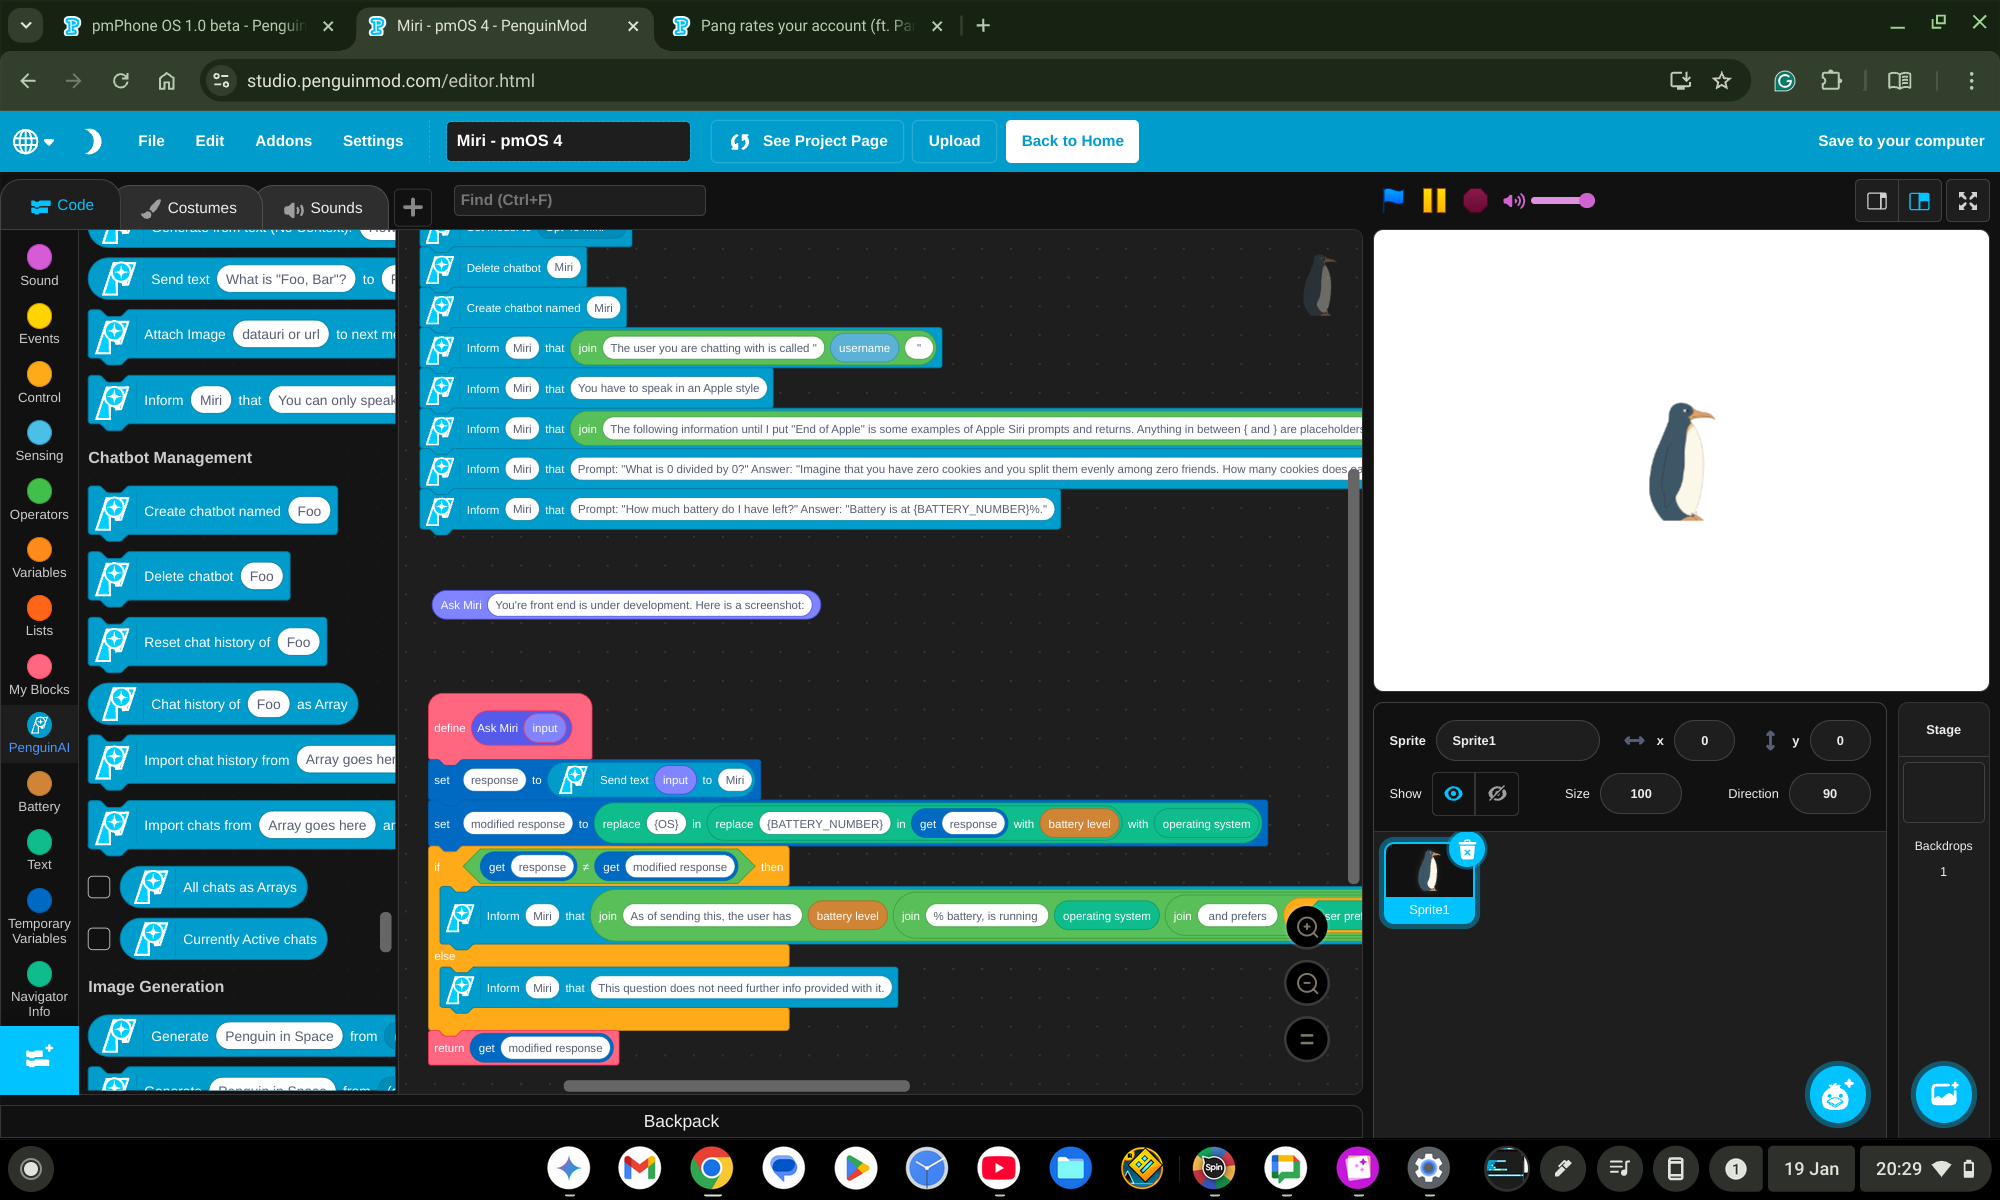 pmPhone OS 1.0 beta - Penguin
Miri - pmOS 4 - PenguinMod
Pang rates your account (ft. Pa
studio.penguinmod.com/editor.html
File
Edit
Addons
Settings
Miri - pmOS 4
See Project Page
Upload
Back to Home
Save to your computer
Code
Costumes
Sounds
Find (Ctrl+F)
Sound
Events
Control
Sensing
Operators
Variables
Lists
My Blocks
PenguinAI
Battery
Text
Temporary
Variables
Navigator
Info
Generate from text (No Context):
Send text What is "Foo, Bar"? to
Attach Image datauri or url to next me
Inform Miri that You can only speak
Chatbot Management
Create chatbot named Foo
Delete chatbot Foo
Reset chat history of Foo
Chat history of Foo as Array
Import chat history from Array goes her
Import chats from Array goes here ar
All chats as Arrays
Currently Active chats
Image Generation
Generate Penguin in Space from
Generate Penguin in Space from
Delete chatbot Miri
Create chatbot named Miri
Inform Miri that join The user you are chatting with is called " username "
Inform Miri that You have to speak in an Apple style
Inform Miri that join The following information until I put "End of Apple" is some examples of Apple Siri prompts and returns. Anything in between { and } are placeholders
Inform Miri that Prompt: "What is 0 divided by 0?" Answer: "Imagine that you have zero cookies and you split them evenly among zero friends. How many cookies does ea
Inform Miri that Prompt: "How much battery do I have left?" Answer: "Battery is at {BATTERY_NUMBER}%."
Ask Miri You're front end is under development. Here is a screenshot:
define Ask Miri input
set response to Send text input to Miri
set modified response to replace {OS} in replace {BATTERY_NUMBER} in get response with battery level with operating system
if get response ≠ get modified response then
Inform Miri that join As of sending this, the user has battery level join % battery, is running operating system join and prefers ser pref
else
Inform Miri that This question does not need further info provided with it.
return get modified response
Backpack
Sprite
Sprite1
x
0
y
0
Show
Size
100
Direction
90
Sprite1
Stage
Backdrops
1
Spin
1
19 Jan
20:29